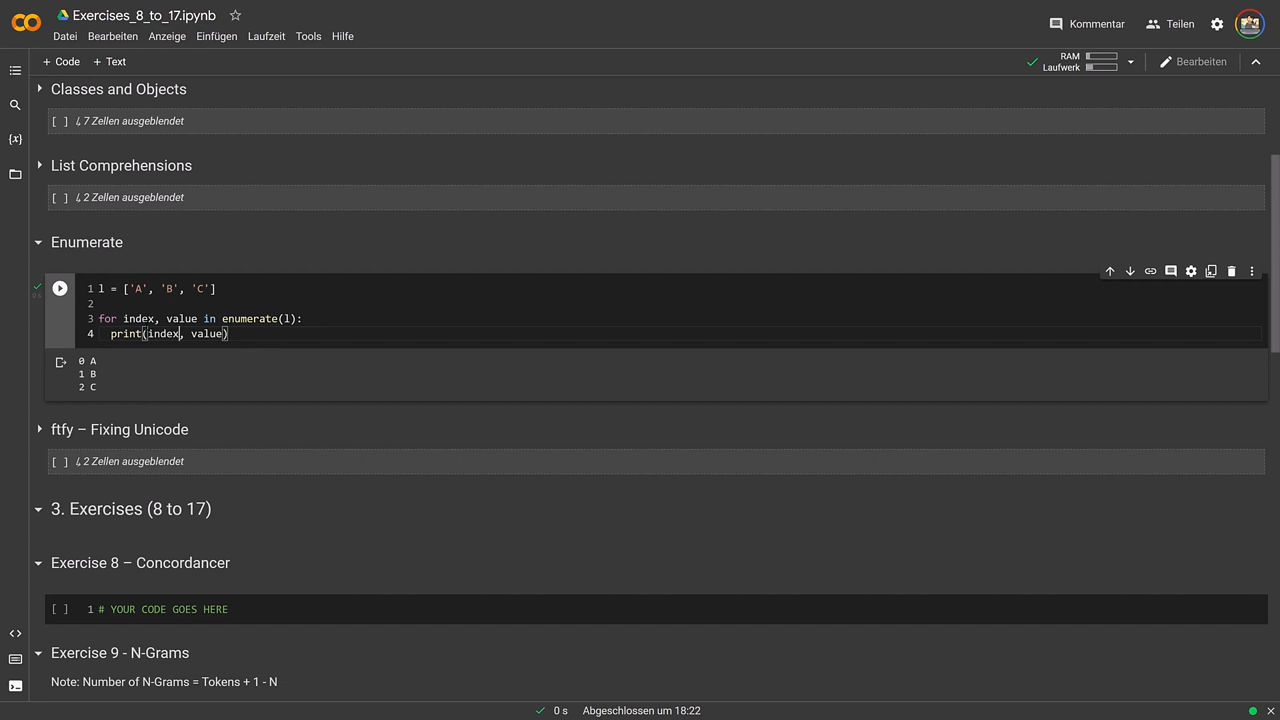 Exercises_8_to_17.ipynb
Datei Bearbeiten Anzeige Einfügen Laufzeit Tools Hilfe
Kommentar Teilen
+ Code + Text
RAM
Laufwerk
Bearbeiten
Classes and Objects
[ ] ↳ 7 Zellen ausgeblendet
List Comprehensions
[ ] ↳ 2 Zellen ausgeblendet
Enumerate
0 s
1 l = ['A', 'B', 'C']
2
3 for index, value in enumerate(l):
4 print(index, value)
0 A
1 B
2 C
ftfy – Fixing Unicode
[ ] ↳ 2 Zellen ausgeblendet
3. Exercises (8 to 17)
Exercise 8 – Concordancer
[ ] 1 # YOUR CODE GOES HERE
Exercise 9 - N-Grams
Note: Number of N-Grams = Tokens + 1 - N
0 s Abgeschlossen um 18:22